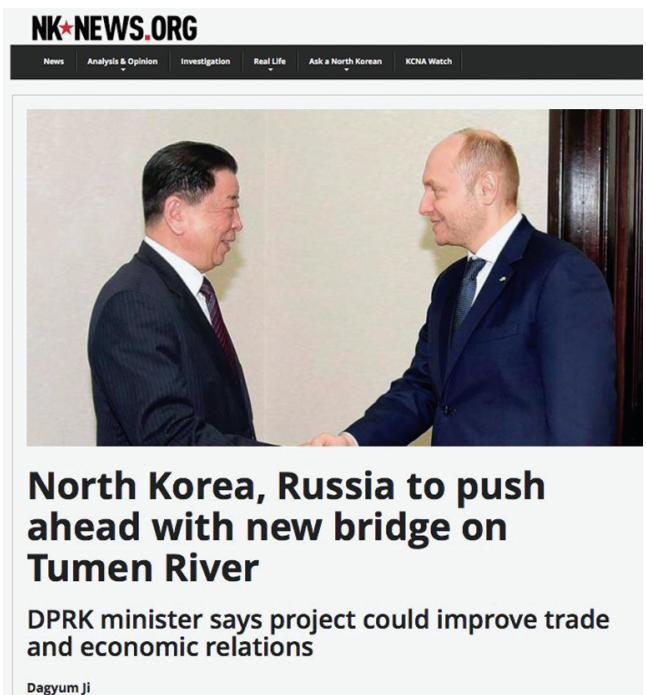 NK★NEWS.ORG
News Analysis & Opinion Investigation Real Life Ask a North Korean KCNA Watch
North Korea, Russia to push
ahead with new bridge on
Tumen River
DPRK minister says project could improve trade
and economic relations
Dagyum Ji